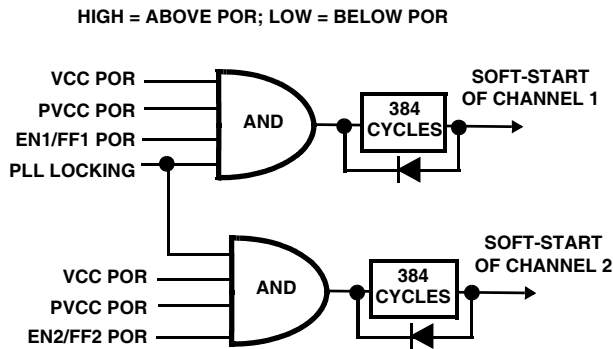 HIGH = ABOVE POR; LOW = BELOW POR
VCC POR
PVCC POR
EN1/FF1 POR
PLL LOCKING
AND
384
CYCLES
SOFT-START
OF CHANNEL 1
VCC POR
PVCC POR
EN2/FF2 POR
AND
384
CYCLES
SOFT-START
OF CHANNEL 2